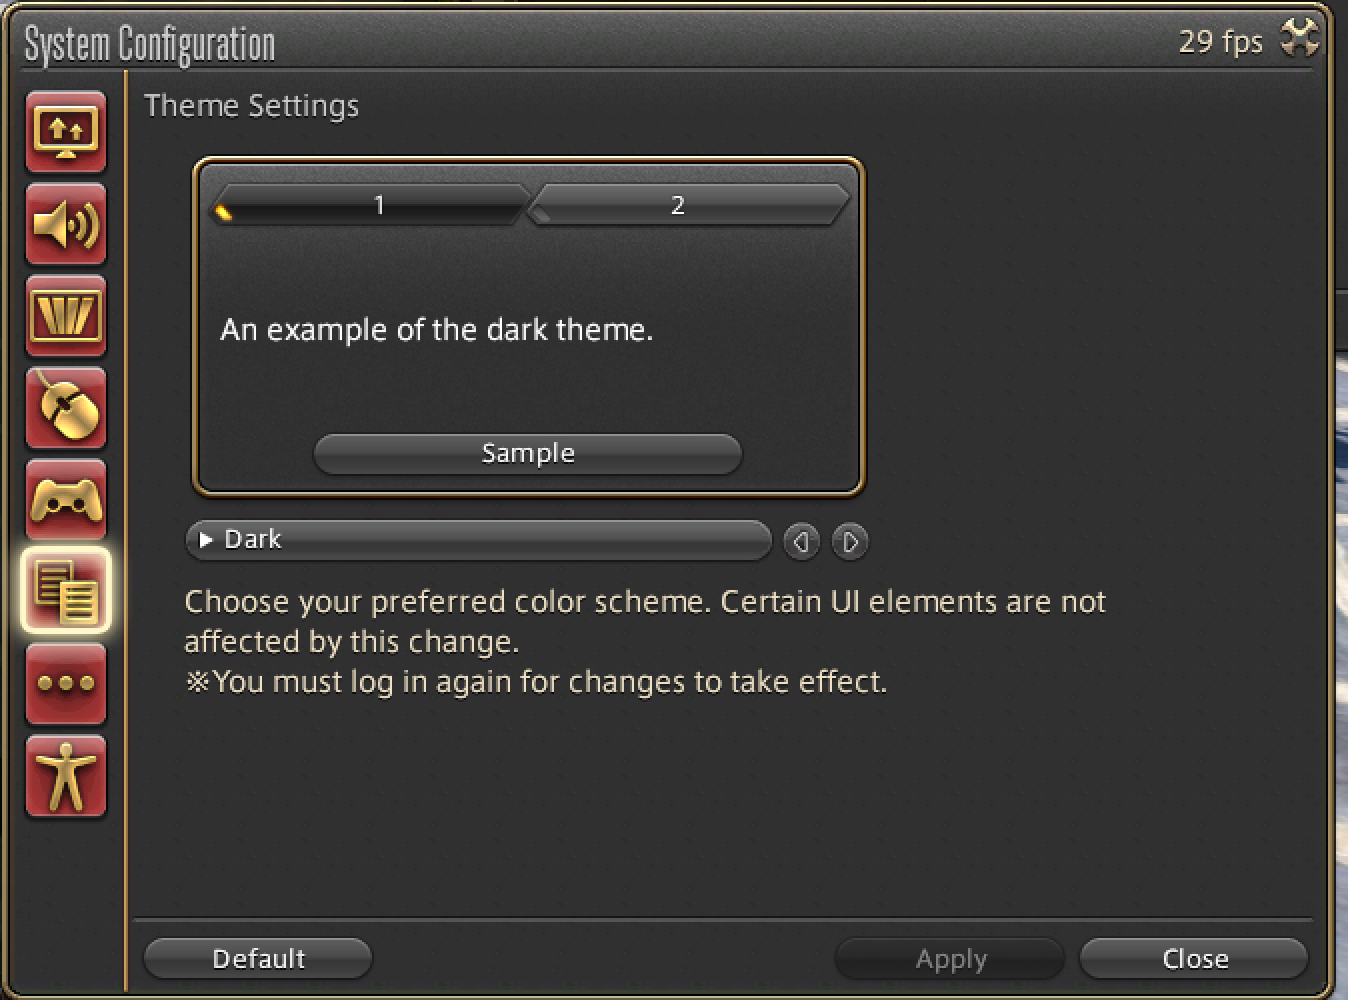 System Configuration
29 fps
Theme Settings
1
2
An example of the dark theme.
Sample
Dark
Choose your preferred color scheme. Certain UI elements are not
affected by this change.
※You must log in again for changes to take effect.
Default
Apply
Close